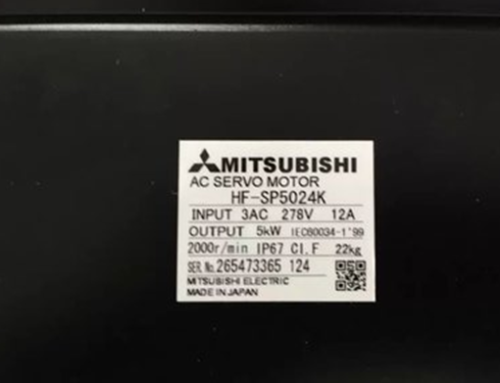 MITSUBISHI
AC SERVO MOTOR
HF-SP5024K
INPUT 3AC 278V 12A
OUTPUT 5kW IEC60034-1'99
2000r/min IP67 CI.F 22kg
SER.No.265473365 124
MITSUBISHI ELECTRIC
MADE IN JAPAN